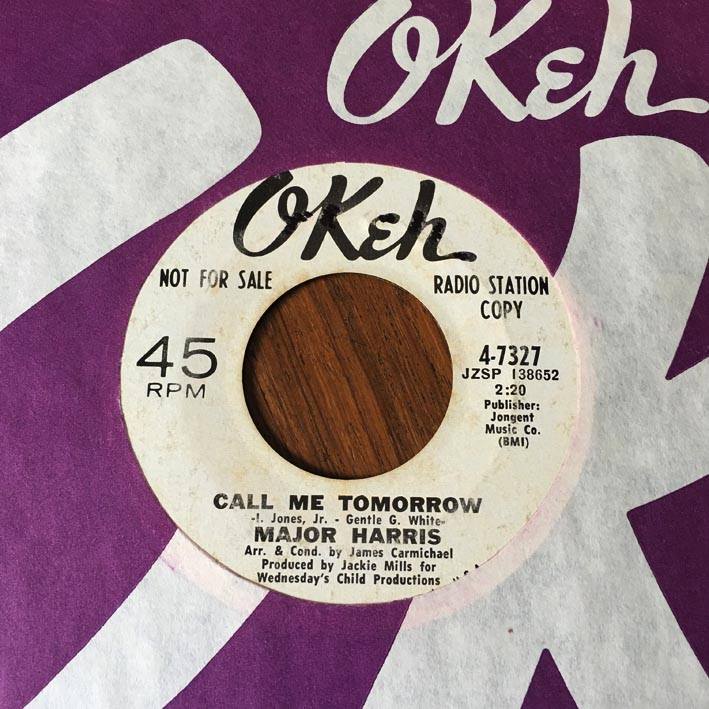 OKeh
OKeh
NOT FOR SALE
RADIO STATION
COPY
45
RPM
4-7327
JZSP 138652
2:20
Publisher:
Jongent
Music Co.
(BMI)
CALL ME TOMORROW
-I. Jones, Jr. - Gentle G. White-
MAJOR HARRIS
Arr. & Cond. by James Carmichael
Produced by Jackie Mills for
Wednesday's Child Productions